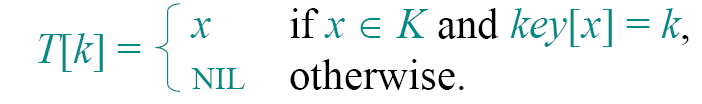 T[k] = { x if x ∈ K and key[x] = k,
NIL otherwise.